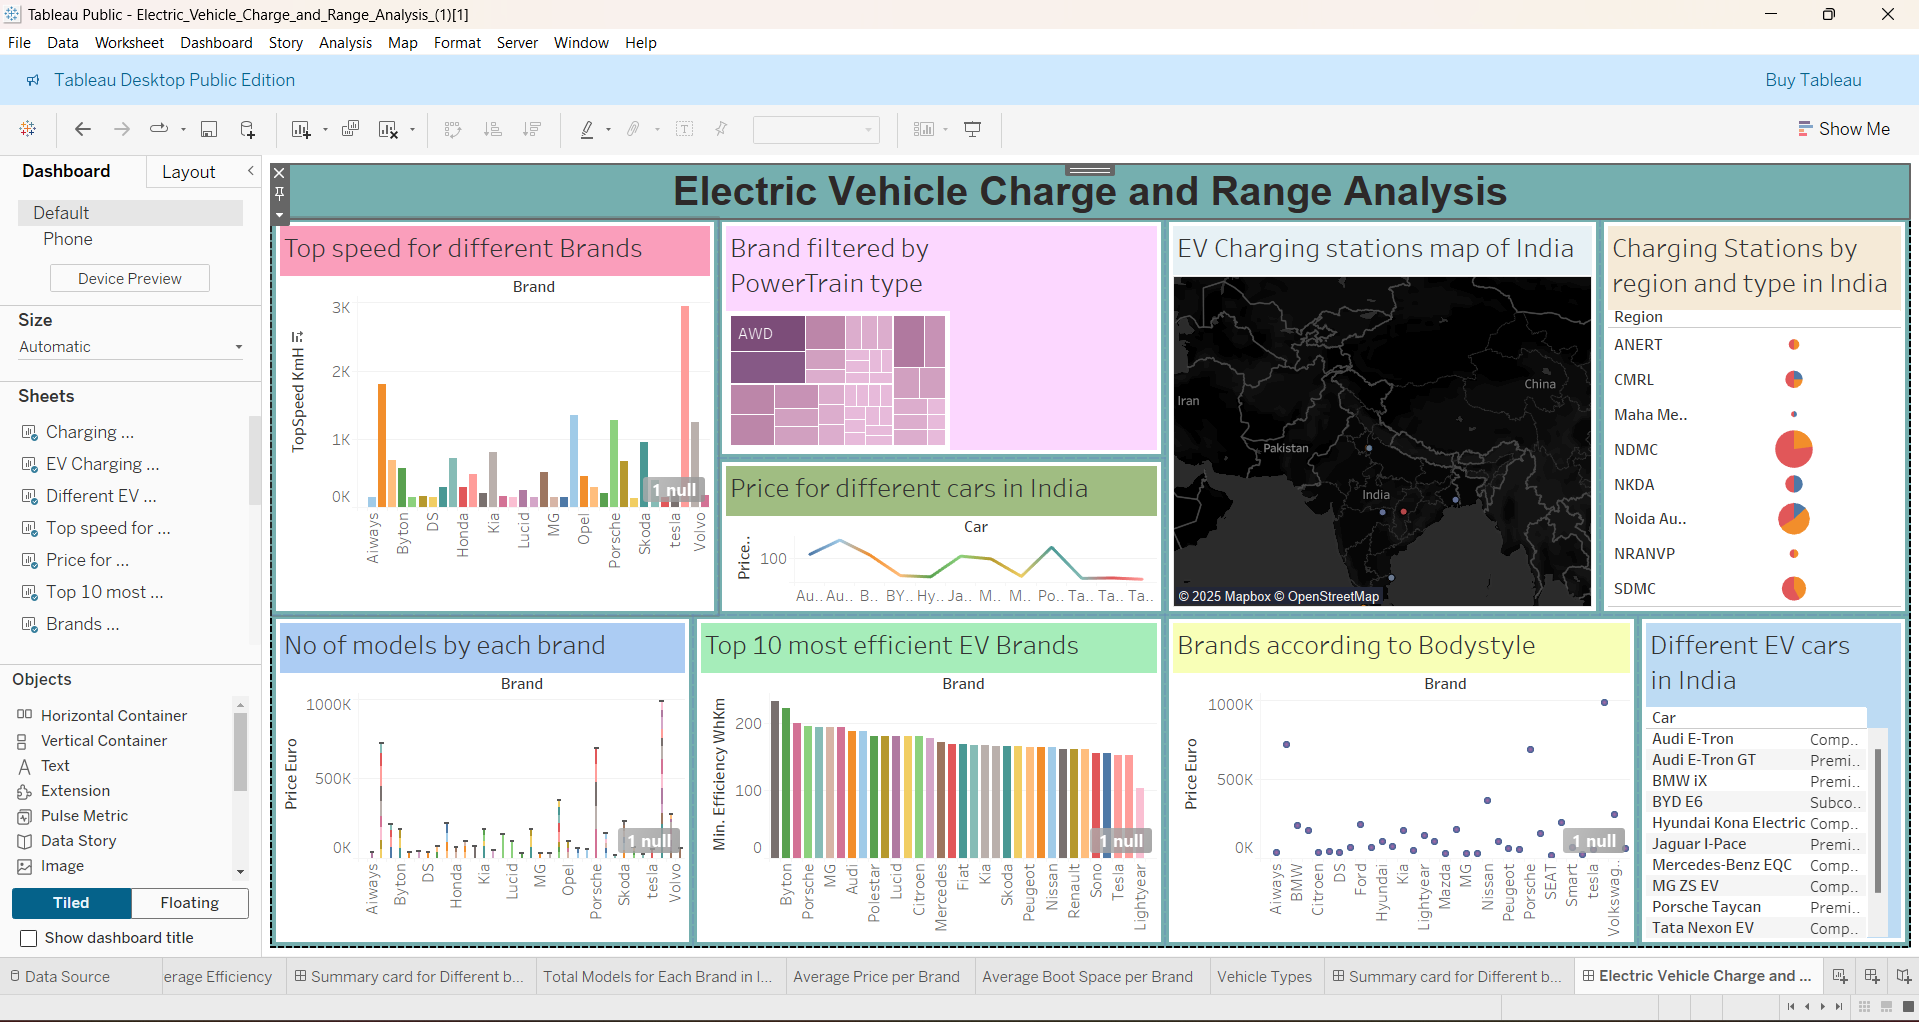 Tableau Public - Electric_Vehicle_Charge_and_Range_Analysis_(1)[1]
File Data Worksheet Dashboard Story Analysis Map Format Server Window Help
Tableau Desktop Public Edition
Buy Tableau
Show Me
Dashboard Layout
Default
Phone
Device Preview
Size
Automatic
Sheets
Charging ...
EV Charging ...
Different EV ...
Top speed for ...
Price for ...
Top 10 most ...
Brands ...
Objects
Horizontal Container
Vertical Container
Text
Extension
Pulse Metric
Data Story
Image
Tiled Floating
Show dashboard title
Electric Vehicle Charge and Range Analysis
Top speed for different Brands
Brand
TopSpeed KmH
3K
2K
1K
0K
1 null
Aiways Byton DS Honda Kia Lucid MG Opel Porsche Skoda tesla Volvo
Brand filtered by
PowerTrain type
AWD
Price for different cars in India
Car
Price..
100
Au.. Au.. B.. BY.. Hy.. Ja.. M.. M.. Po.. Ta.. Ta.. Ta..
EV Charging stations map of India
China
Iran
Pakistan
India
© 2025 Mapbox © OpenStreetMap
Charging Stations by
region and type in India
Region
ANERT
CMRL
Maha Me..
NDMC
NKDA
Noida Au..
NRANVP
SDMC
No of models by each brand
Brand
Price Euro
1000K
500K
0K
1 null
Aiways Byton DS Honda Kia Lucid MG Opel Porsche Skoda tesla Volvo
Top 10 most efficient EV Brands
Brand
Min. Efficiency WhKm
200
100
0
1 null
Byton Porsche MG Audi Polestar Lucid Citroen Mercedes Fiat Kia Skoda Peugeot Nissan Renault Sono Tesla Lightyear
Brands according to Bodystyle
Brand
Price Euro
1000K
500K
0K
1 null
Aiways BMW Citroen DS Ford Hyundai Kia Lightyear Mazda MG Nissan Peugeot Porsche SEAT Smart tesla Volkswag..
Different EV cars
in India
Car
Audi E-Tron Comp..
Audi E-Tron GT Premi..
BMW iX Premi..
BYD E6 Subco..
Hyundai Kona Electric Comp..
Jaguar I-Pace Premi..
Mercedes-Benz EQC Comp..
MG ZS EV Comp..
Porsche Taycan Premi..
Tata Nexon EV Comp..
Data Source erage Efficiency Summary card for Different b... Total Models for Each Brand in I... Average Price per Brand Average Boot Space per Brand Vehicle Types Summary card for Different b... Electric Vehicle Charge and ...